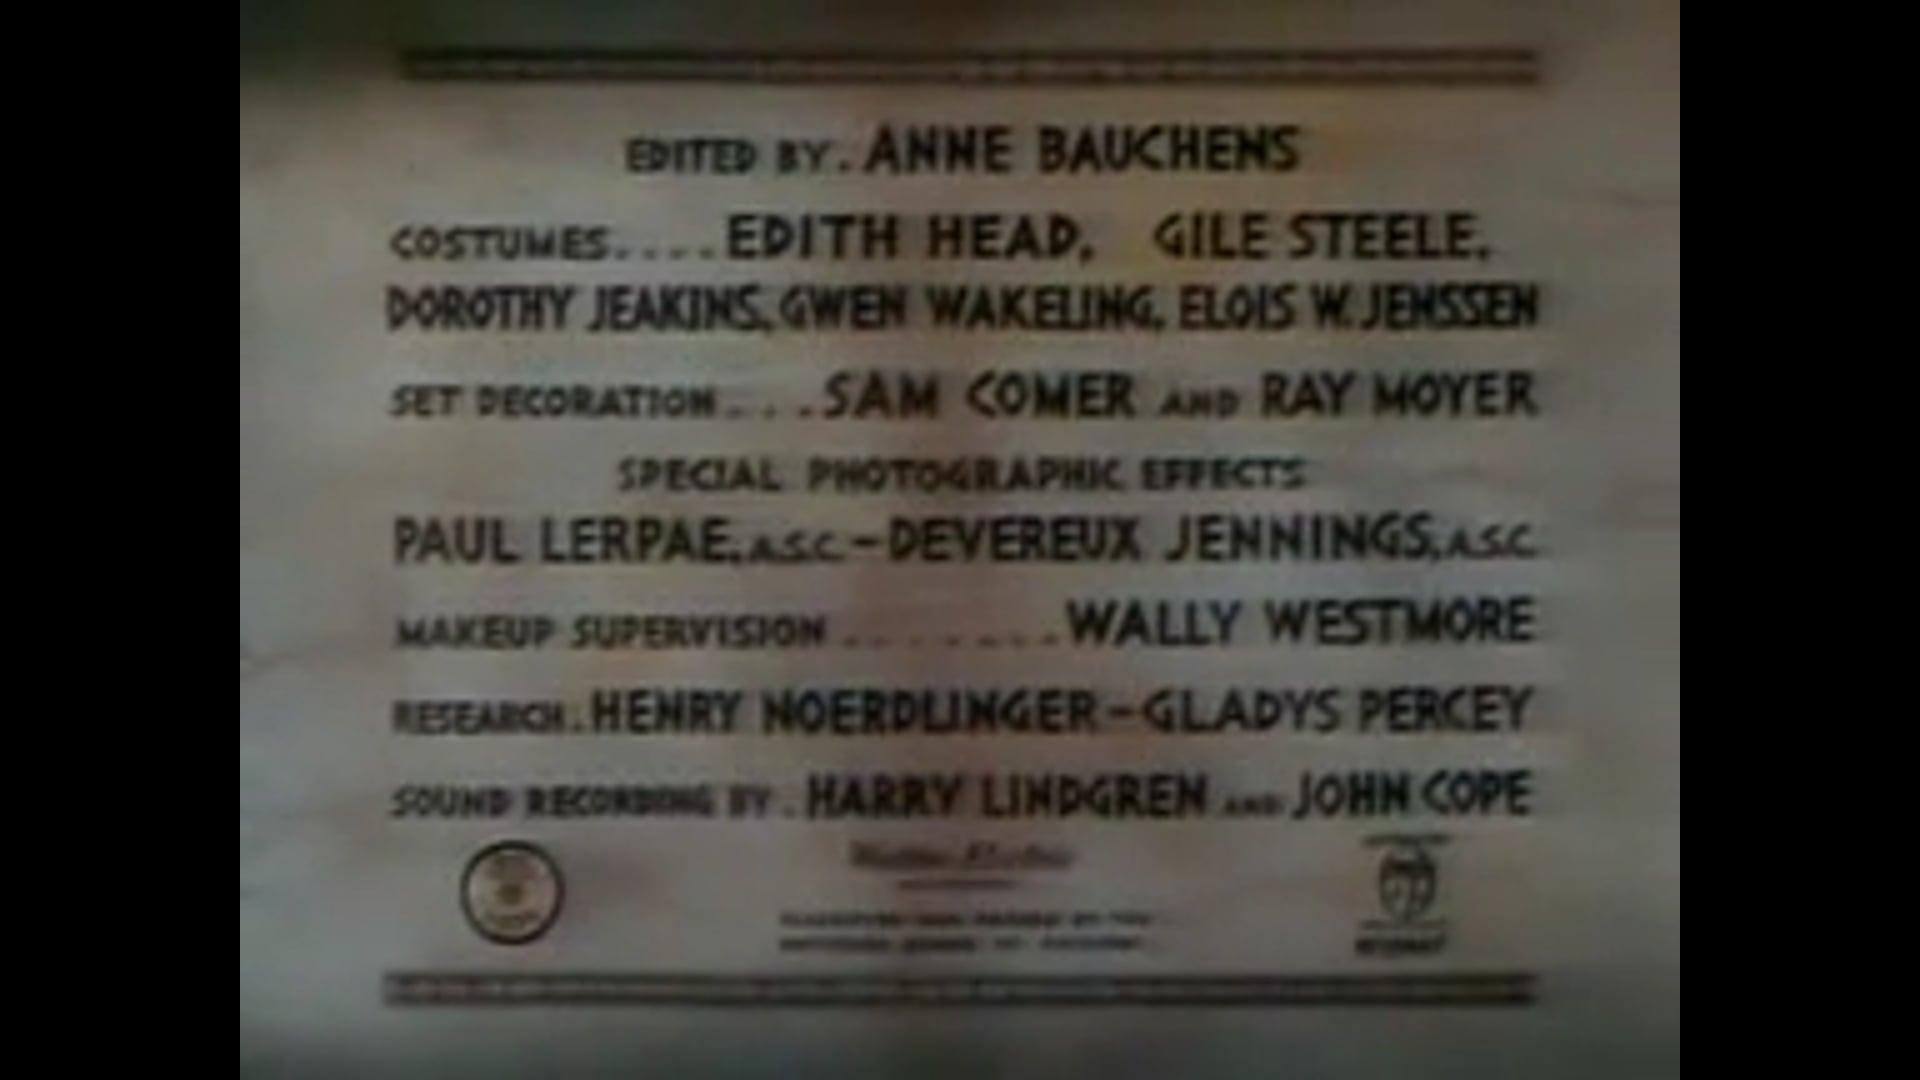 EDITED BY. ANNE BAUCHENS
COSTUMES.... EDITH HEAD, GILE STEELE,
DOROTHY JEAKINS, GWEN WAKELING, ELOIS W. JENSSEN
SET DECORATION.... SAM COMER AND RAY MOYER
SPECIAL PHOTOGRAPHIC EFFECTS
PAUL LERPAE, A.S.C. – DEVEREUX JENNINGS, A.S.C.
MAKEUP SUPERVISION ....... WALLY WESTMORE
RESEARCH. HENRY NOERDLINGER – GLADYS PERCEY
SOUND RECORDING BY. HARRY LINDGREN AND JOHN COPE